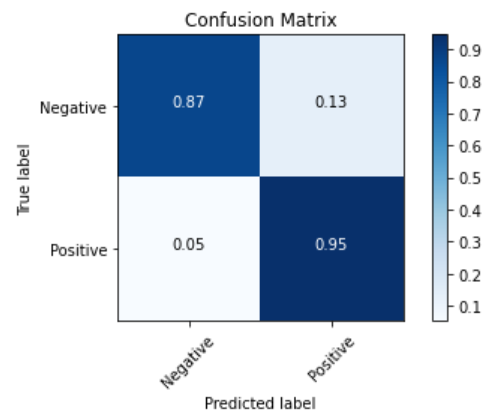 Confusion Matrix
True label
Negative
0.87
0.13
Positive
0.05
0.95
Negative
Positive
Predicted label
0.9
0.8
0.7
0.6
0.5
0.4
0.3
0.2
0.1